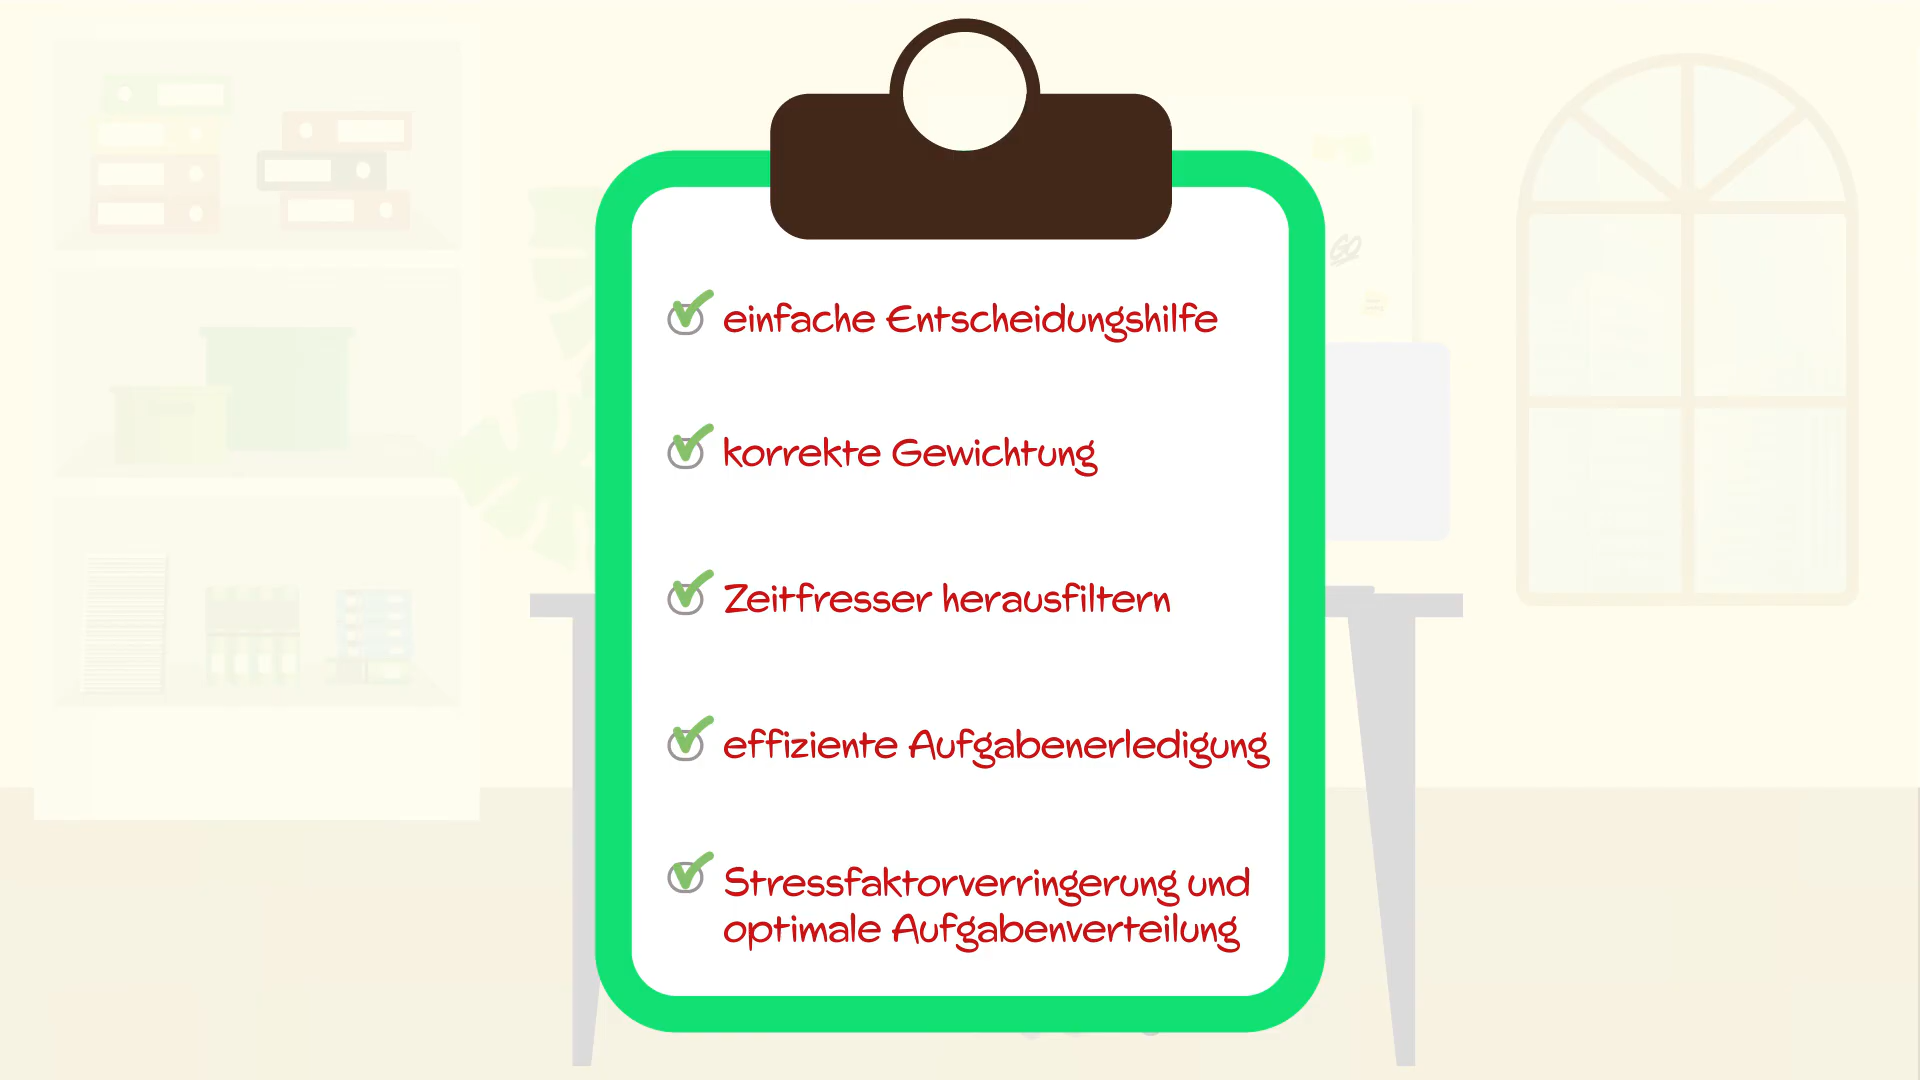 einfache Entscheidungshilfe
korrekte Gewichtung
Zeitfresser herausfiltern
effiziente Aufgabenerledigung
Stressfaktorverringerung und
optimale Aufgabenverteilung